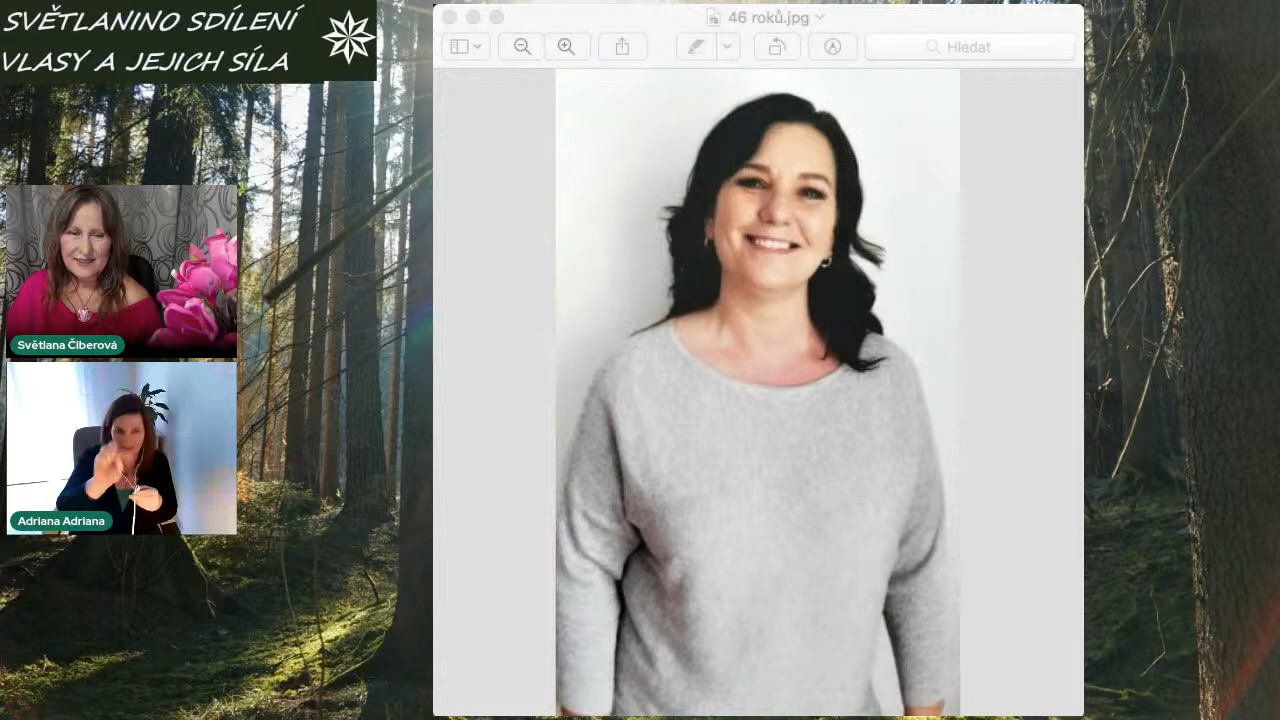 SVĚTLANINO SDÍLENÍ
VLASY A JEJICH SÍLA
46 roků.jpg
Hledat
Světlana Čiberová
Adriana Adriana